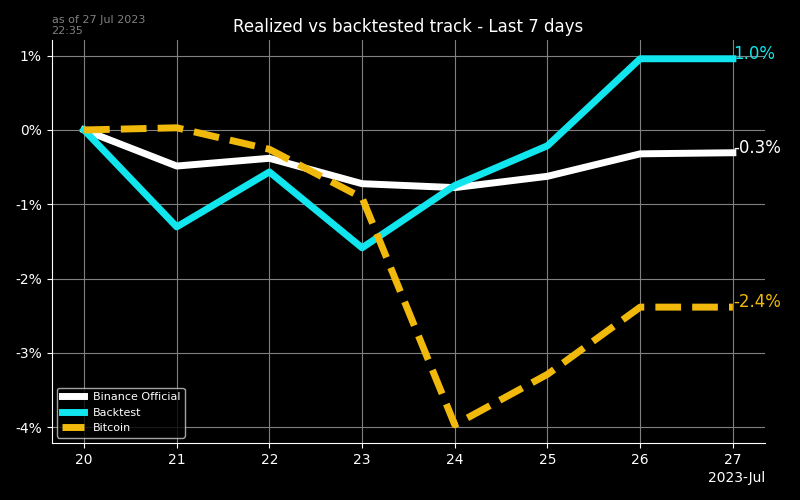 as of 27 Jul 2023
22:35
Realized vs backtested track - Last 7 days
1%
0%
-1%
-2%
-3%
-4%
1.0%
-0.3%
-2.4%
Binance Official
Backtest
Bitcoin
20 21 22 23 24 25 26 27
2023-Jul